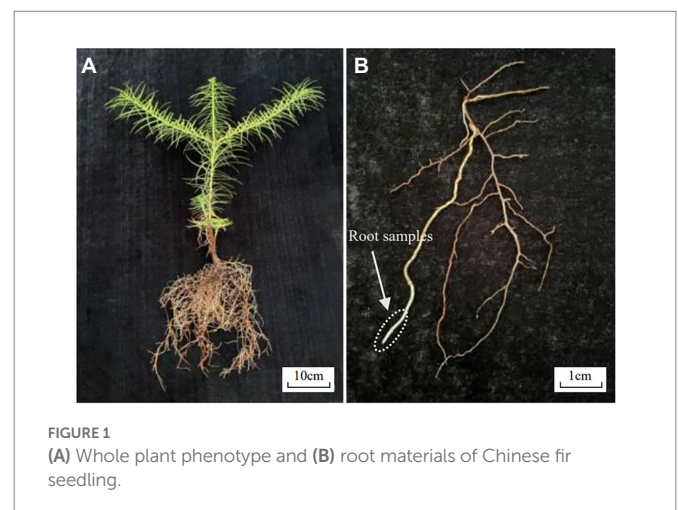 A
B
Root samples
10cm
1cm
FIGURE 1
(A) Whole plant phenotype and (B) root materials of Chinese fir
seedling.